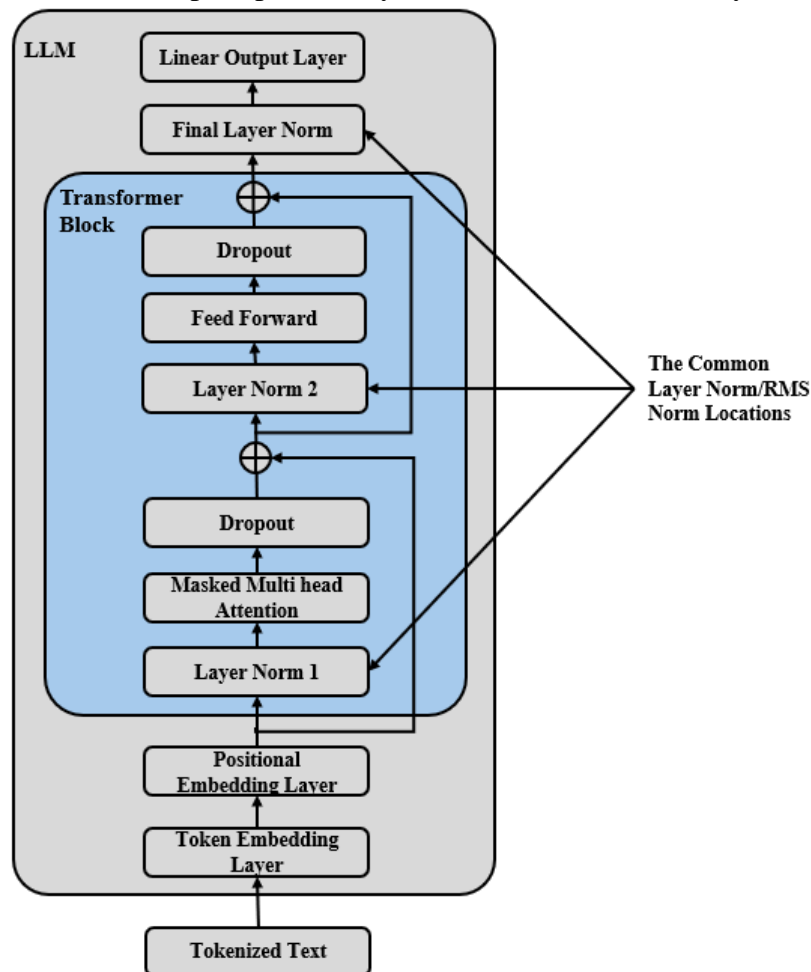 LLM
Linear Output Layer
Final Layer Norm
Transformer
Block
Dropout
Feed Forward
Layer Norm 2
The Common
Layer Norm/RMS
Norm Locations
Dropout
Masked Multi head
Attention
Layer Norm 1
Positional
Embedding Layer
Token Embedding
Layer
Tokenized Text